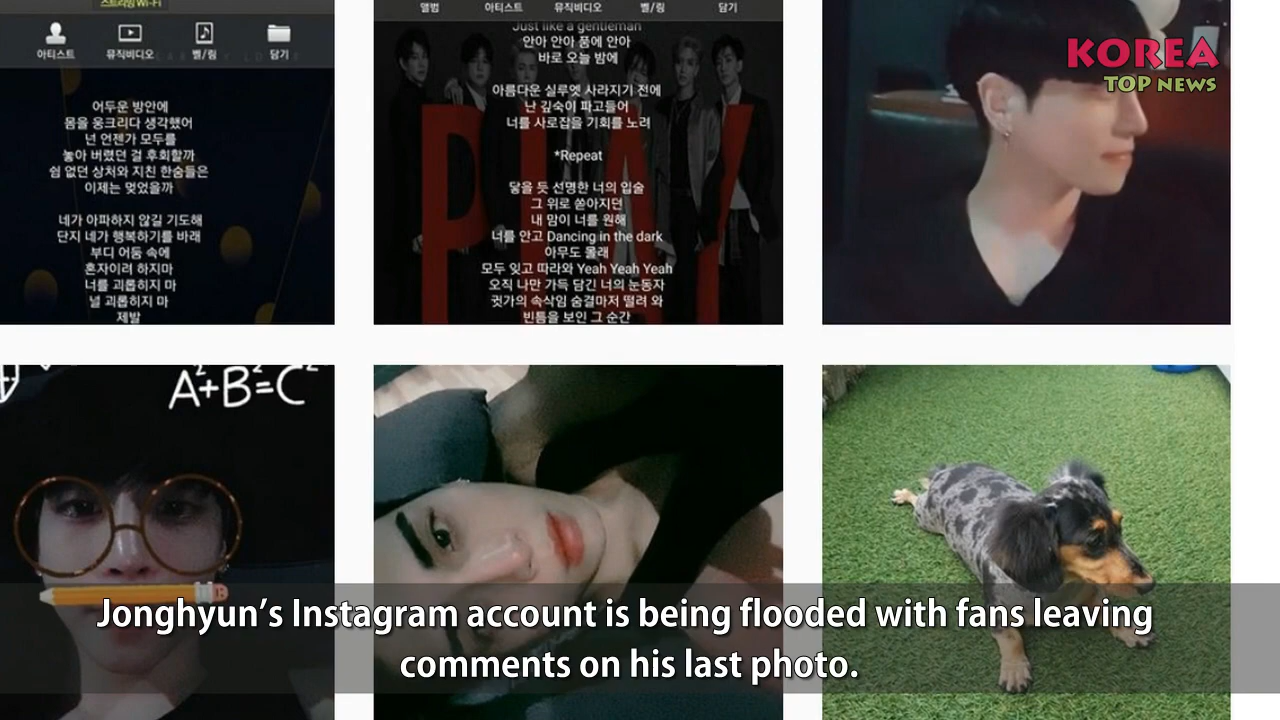 스트리밍 Wi-Fi
아티스트 뮤직비디오 벨/링 담기
어두운 방안에
몸을 웅크리다 생각했어
넌 언젠가 모두를
놓아 버렸던 걸 후회할까
쉼 없던 상처와 지친 한숨들은
이제는 멎었을까
네가 아파하지 않길 기도해
단지 네가 행복하기를 바래
부디 어둠 속에
혼자이려 하지마
너를 괴롭히지 마
널 괴롭히지 마
제발
앨범 아티스트 뮤직비디오 벨/링 담기
Just like a gentleman
안아 안아 품에 안아
바로 오늘 밤에
아름다운 실루엣 사라지기 전에
난 깊숙이 파고들어
너를 사로잡을 기회를 노려
*Repeat
닿을 듯 선명한 너의 입술
그 위로 쏟아지던
내 맘이 너를 원해
너를 안고 Dancing in the dark
아무도 몰래
모두 잊고 따라와 Yeah Yeah Yeah
오직 나만 가득 담긴 너의 눈동자
귓가의 속삭임 숨결마저 떨려 와
빈틈을 보인 그 순간
PLAY
KOREA
TOP NEWS
A²+B²=C²
Jonghyun’s Instagram account is being flooded with fans leaving
comments on his last photo.